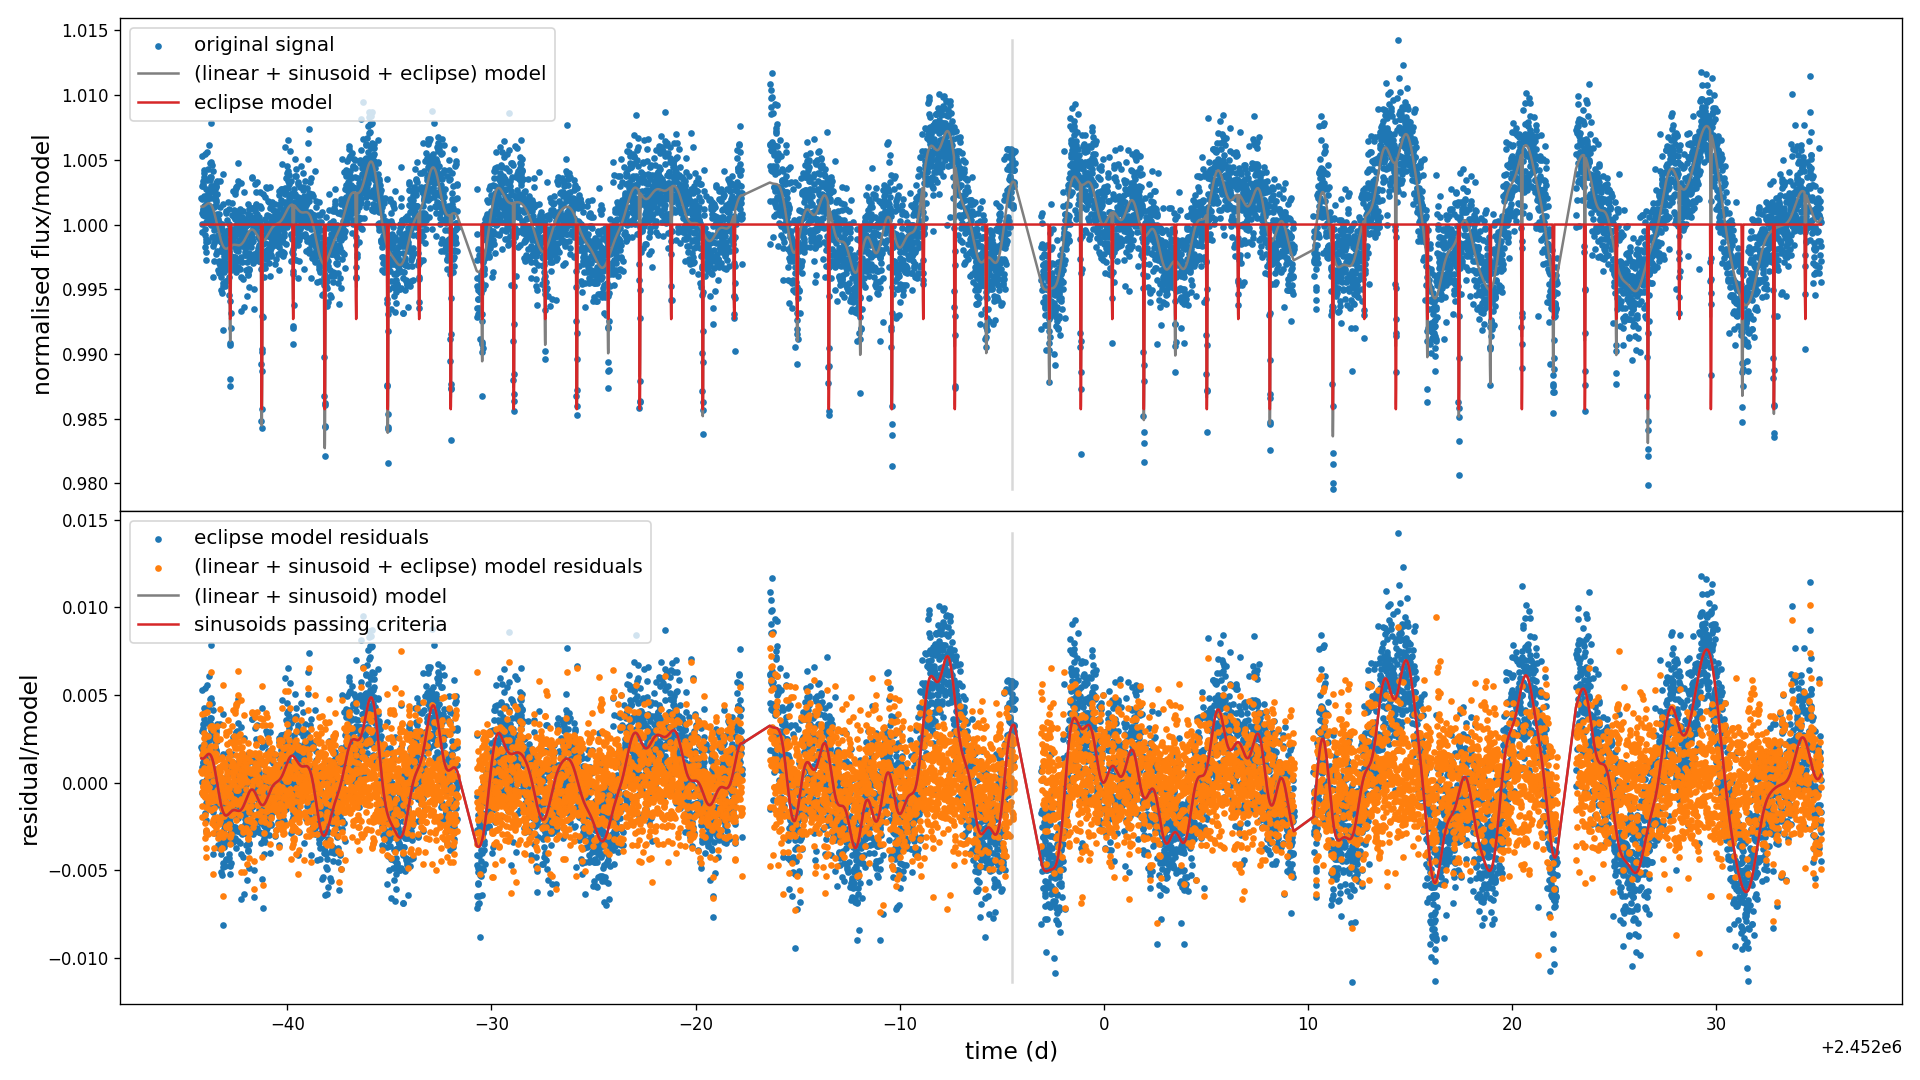 original signal
(linear + sinusoid + eclipse) model
eclipse model
normalised flux/model
1.015
1.010
1.005
1.000
0.995
0.990
0.985
0.980
eclipse model residuals
(linear + sinusoid + eclipse) model residuals
(linear + sinusoid) model
sinusoids passing criteria
residual/model
0.015
0.010
0.005
0.000
−0.005
−0.010
−40 −30 −20 −10 0 10 20 30
time (d)
+2.452e6